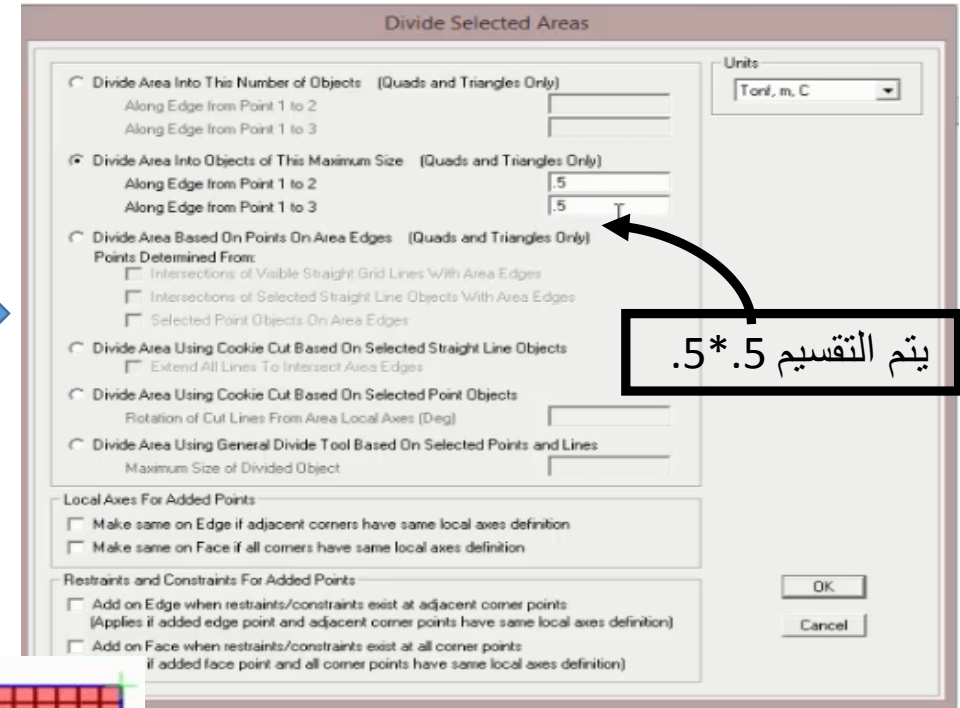 Divide Selected Areas
Divide Area Into This Number of Objects (Quads and Triangles Only)
Along Edge from Point 1 to 2
Along Edge from Point 1 to 3
Divide Area Into Objects of This Maximum Size (Quads and Triangles Only)
Along Edge from Point 1 to 2 .5
Along Edge from Point 1 to 3 .5
Divide Area Based On Points On Area Edges (Quads and Triangles Only)
Points Determined From:
Intersections of Visible Straight Grid Lines With Area Edges
Intersections of Selected Straight Line Objects With Area Edges
Selected Point Objects On Area Edges
Divide Area Using Cookie Cut Based On Selected Straight Line Objects
Extend All Lines To Intersect Area Edges
Divide Area Using Cookie Cut Based On Selected Point Objects
Rotation of Cut Lines From Area Local Axes (Deg)
Divide Area Using General Divide Tool Based On Selected Points and Lines
Maximum Size of Divided Object
Units
Tonf, m, C
يتم التقسيم 5.*5.
Local Axes For Added Points
Make same on Edge if adjacent corners have same local axes definition
Make same on Face if all corners have same local axes definition
Restraints and Constraints For Added Points
Add on Edge when restraints/constraints exist at adjacent corner points
(Applies if added edge point and adjacent corner points have same local axes definition)
Add on Face when restraints/constraints exist at all corner points
if added face point and all corner points have same local axes definition)
OK
Cancel